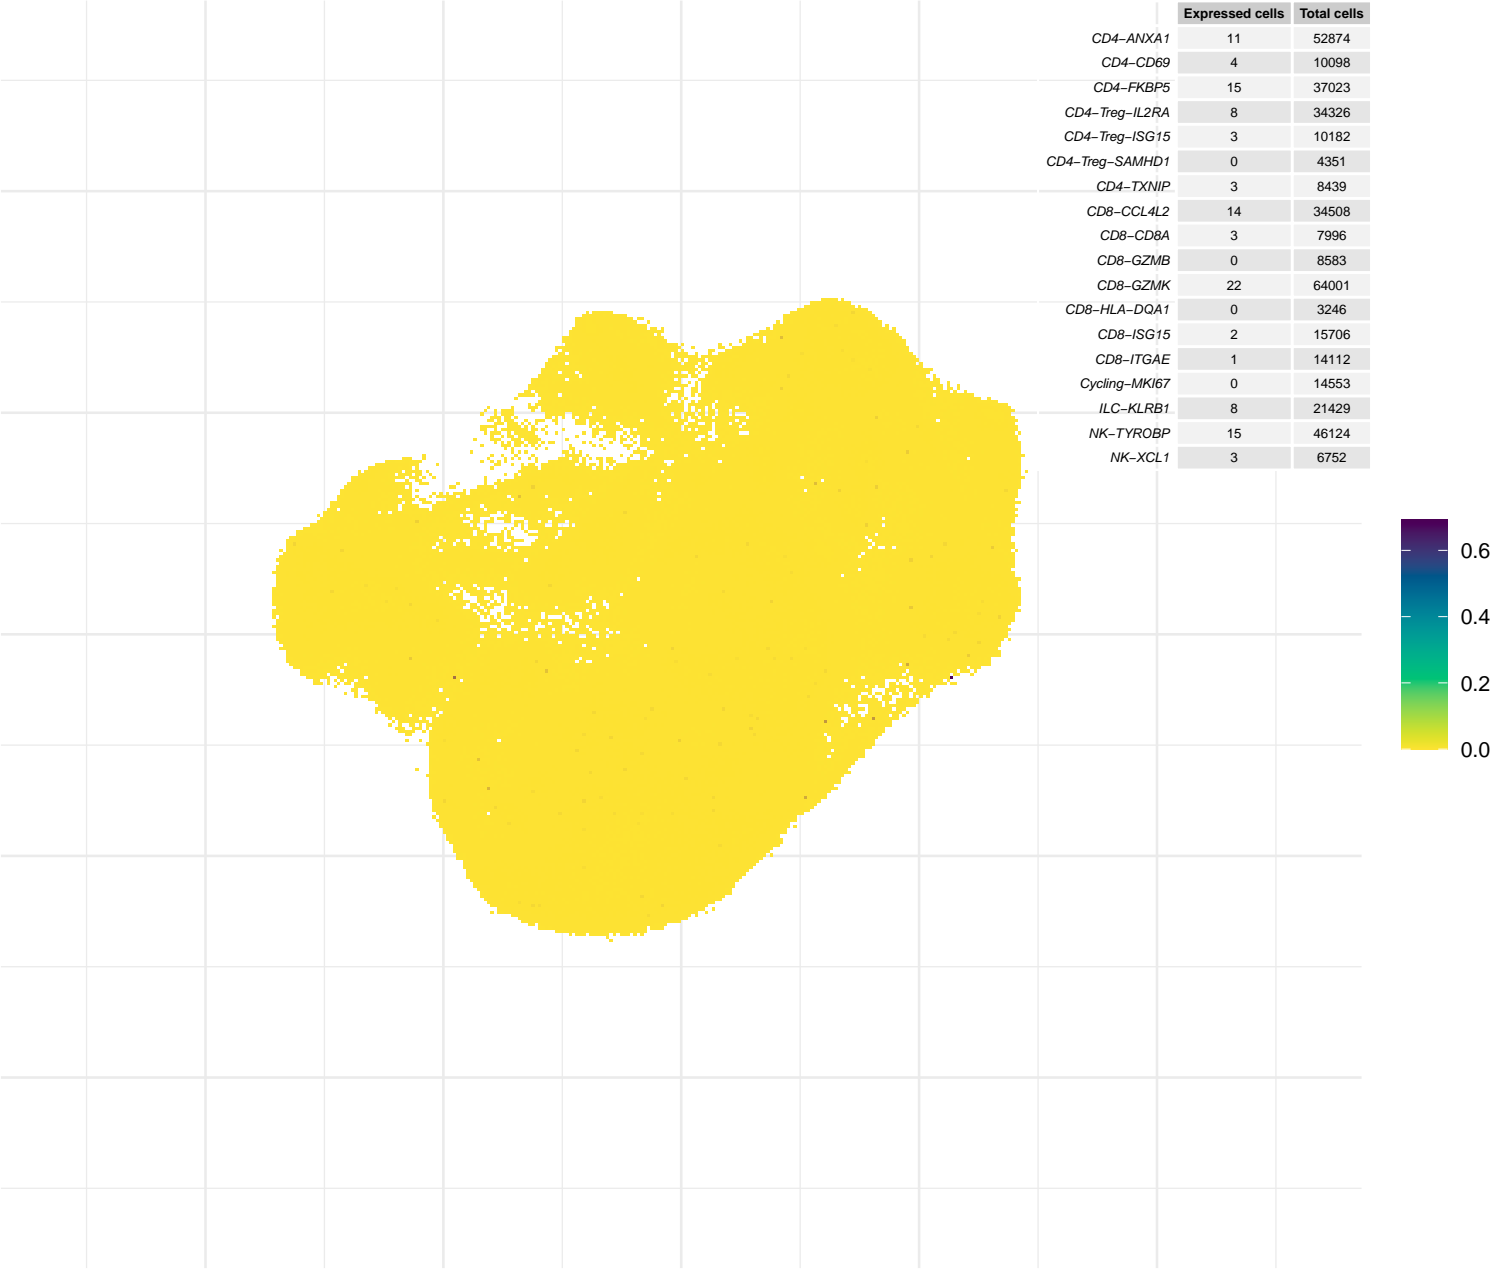 Expressed cells Total cells
CD4−ANXA1 11 52874
CD4−CD69 4 10098
CD4−FKBP5 15 37023
CD4−Treg−IL2RA 8 34326
CD4−Treg−ISG15 3 10182
CD4−Treg−SAMHD1 0 4351
CD4−TXNIP 3 8439
CD8−CCL4L2 14 34508
CD8−CD8A 3 7996
CD8−GZMB 0 8583
CD8−GZMK 22 64001
CD8−HLA−DQA1 0 3246
CD8−ISG15 2 15706
CD8−ITGAE 1 14112
Cycling−MKI67 0 14553
ILC−KLRB1 8 21429
NK−TYROBP 15 46124
NK−XCL1 3 6752
0.6
0.4
0.2
0.0